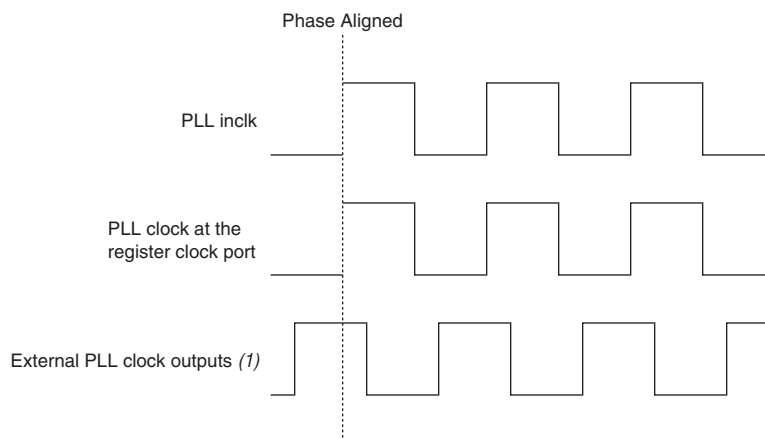 Phase Aligned
PLL inclk
PLL clock at the
register clock port
External PLL clock outputs (1)